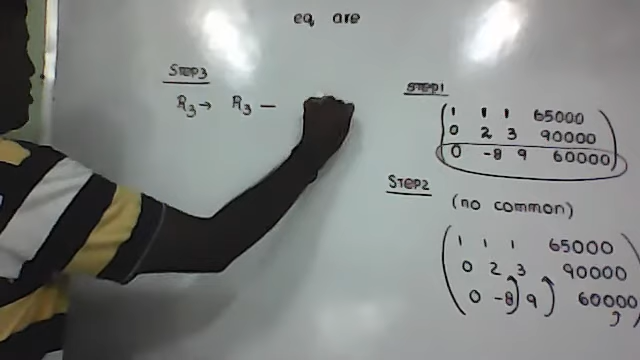 eq are
STEP3
R3 → R3 −
STEP1
1 1 1 65000
0 2 3 90000
0 -8 9 60000
STEP2
(no common)
1 1 1 65000
0 2 3 90000
0 -8 9 60000